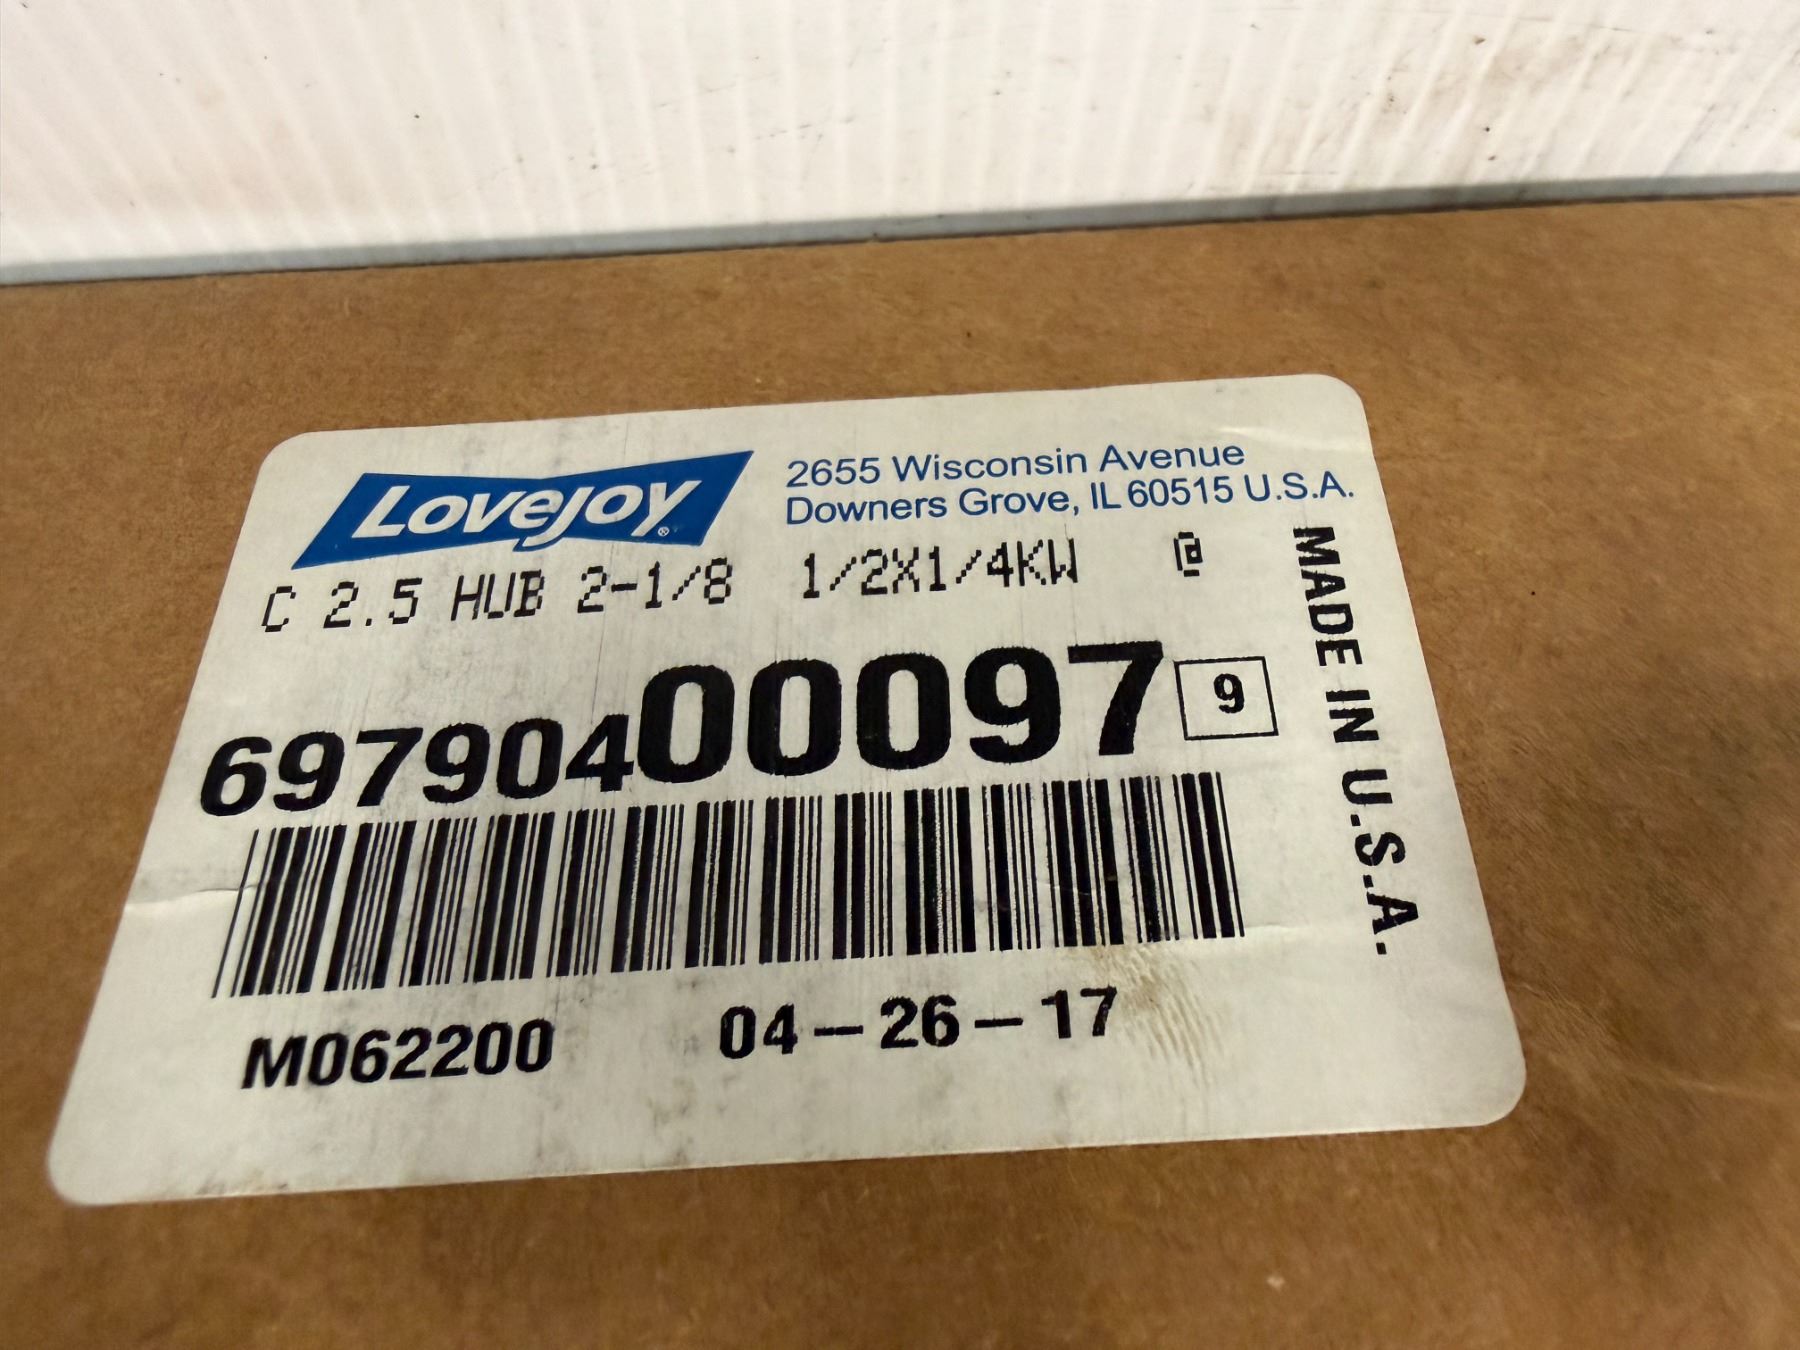 Lovejoy®
2655 Wisconsin Avenue
Downers Grove, IL 60515 U.S.A.
C 2.5 HUB 2-1/8 1/2X1/4KW @
69790400097 9
M062200 04-26-17
MADE IN U.S.A.